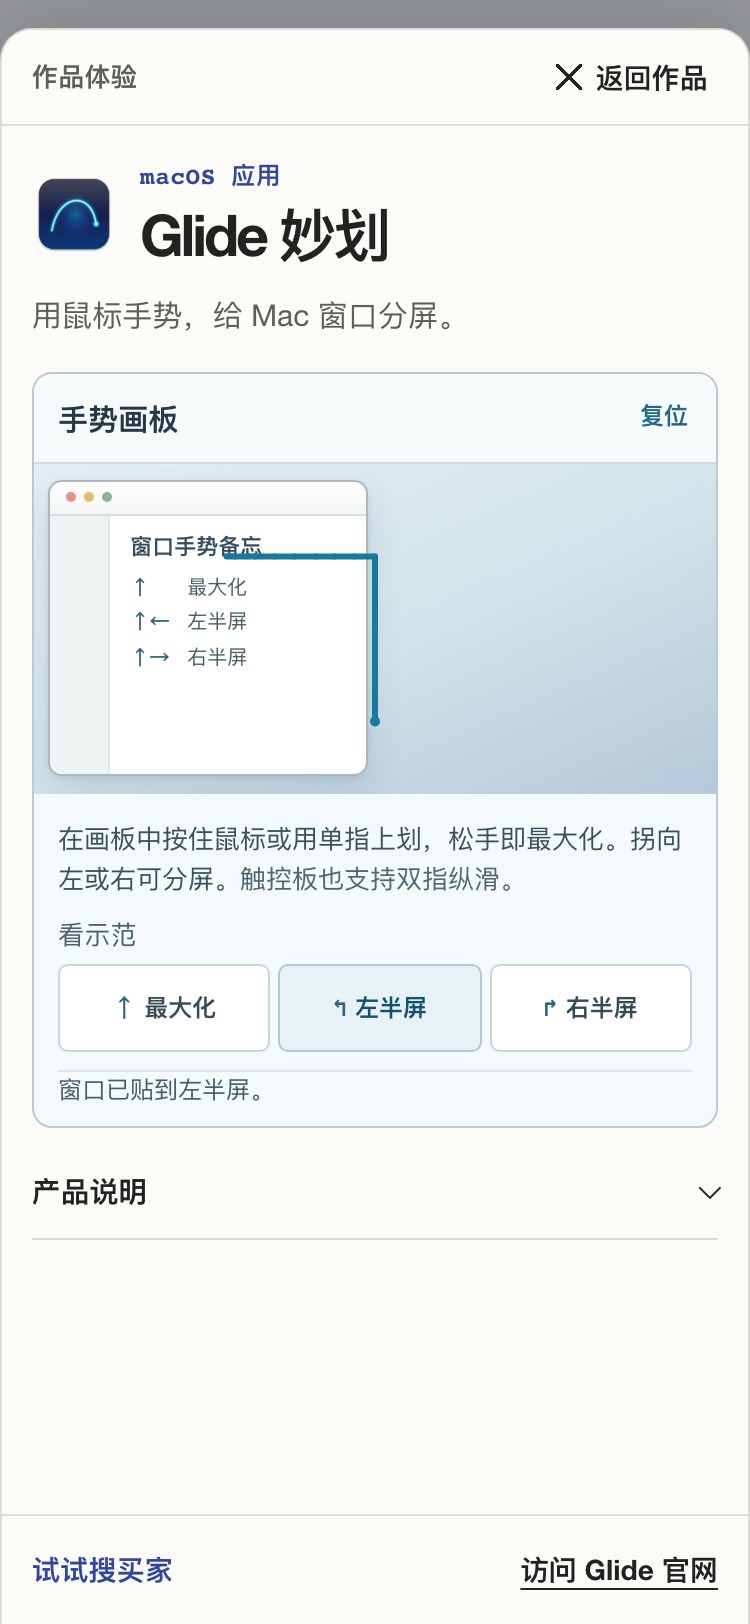 作品体验
返回作品
macOS 应用
Glide 妙划
用鼠标手势，给 Mac 窗口分屏。
手势画板
复位
窗口手势备忘
↑ 最大化
↑← 左半屏
↑→ 右半屏
在画板中按住鼠标或用单指上划，松手即最大化。拐向
左或右可分屏。触控板也支持双指纵滑。
看示范
↑ 最大化
↰ 左半屏
↱ 右半屏
窗口已贴到左半屏。
产品说明
试试搜买家
访问 Glide 官网